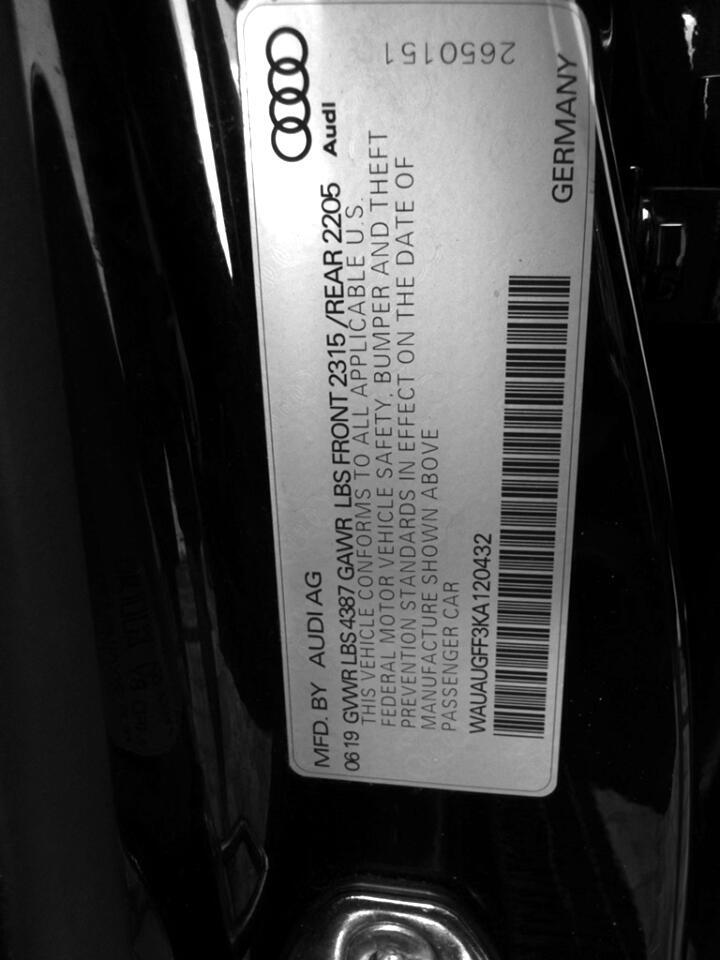 Audi
MFD. BY AUDI AG
0619 GVWR LBS 4387 GAWR LBS FRONT 2315 /REAR 2205
THIS VEHICLE CONFORMS TO ALL APPLICABLE U.S.
FEDERAL MOTOR VEHICLE SAFETY, BUMPER AND THEFT
PREVENTION STANDARDS IN EFFECT ON THE DATE OF
MANUFACTURE SHOWN ABOVE
PASSENGER CAR
WAUAUGFF3KA120432
GERMANY
2650151